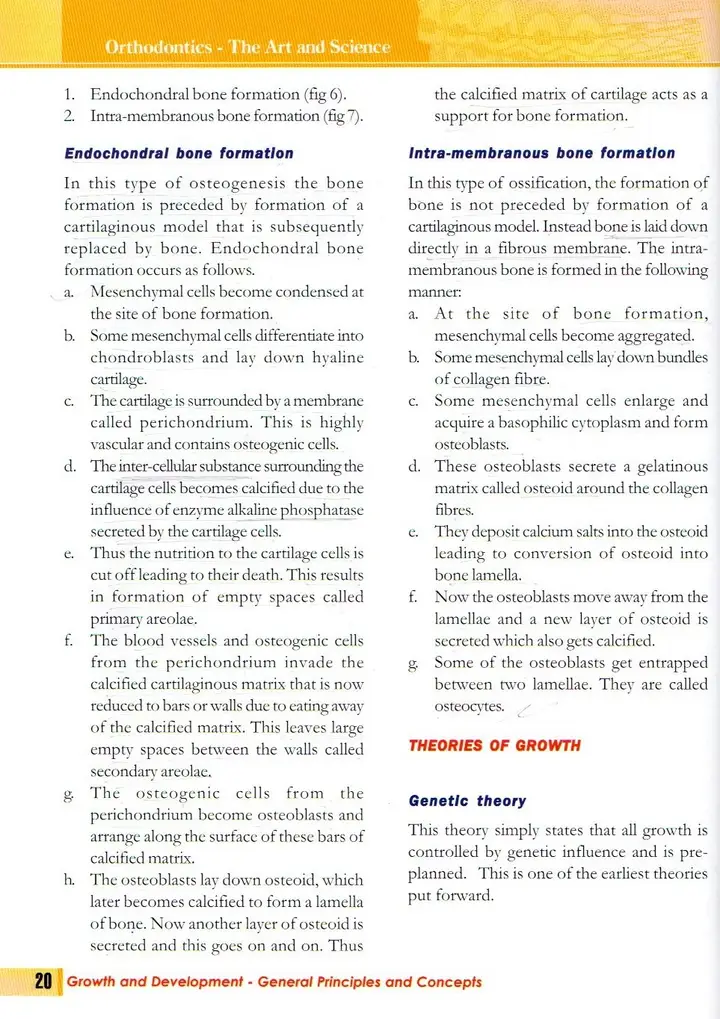 Orthodontics - The Art and Science
1. Endochondral bone formation (fig 6).
2. Intra-membranous bone formation (fig 7).
Endochondral bone formation
In this type of osteogenesis the bone
formation is preceded by formation of a
cartilaginous model that is subsequently
replaced by bone. Endochondral bone
formation occurs as follows.
a. Mesenchymal cells become condensed at
the site of bone formation.
b. Some mesenchymal cells differentiate into
chondroblasts and lay down hyaline
cartilage.
c. The cartilage is surrounded by a membrane
called perichondrium. This is highly
vascular and contains osteogenic cells.
d. The inter-cellular substance surrounding the
cartilage cells becomes calcified due to the
influence of enzyme alkaline phosphatase
secreted by the cartilage cells.
e. Thus the nutrition to the cartilage cells is
cut off leading to their death. This results
in formation of empty spaces called
primary areolae.
f. The blood vessels and osteogenic cells
from the perichondrium invade the
calcified cartilaginous matrix that is now
reduced to bars or walls due to eating away
of the calcified matrix. This leaves large
empty spaces between the walls called
secondary areolae.
g. The osteogenic cells from the
perichondrium become osteoblasts and
arrange along the surface of these bars of
calcified matrix.
h. The osteoblasts lay down osteoid, which
later becomes calcified to form a lamella
of bone. Now another layer of osteoid is
secreted and this goes on and on. Thus
the calcified matrix of cartilage acts as a
support for bone formation.
Intra-membranous bone formation
In this type of ossification, the formation of
bone is not preceded by formation of a
cartilaginous model. Instead bone is laid down
directly in a fibrous membrane. The intra-
membranous bone is formed in the following
manner:
a. At the site of bone formation,
mesenchymal cells become aggregated.
b. Some mesenchymal cells lay down bundles
of collagen fibre.
c. Some mesenchymal cells enlarge and
acquire a basophilic cytoplasm and form
osteoblasts.
d. These osteoblasts secrete a gelatinous
matrix called osteoid around the collagen
fibres.
e. They deposit calcium salts into the osteoid
leading to conversion of osteoid into
bone lamella.
f. Now the osteoblasts move away from the
lamellae and a new layer of osteoid is
secreted which also gets calcified.
g. Some of the osteoblasts get entrapped
between two lamellae. They are called
osteocytes.
THEORIES OF GROWTH
Genetic theory
This theory simply states that all growth is
controlled by genetic influence and is pre-
planned. This is one of the earliest theories
put forward.
20 Growth and Development - General Principles and Concepts